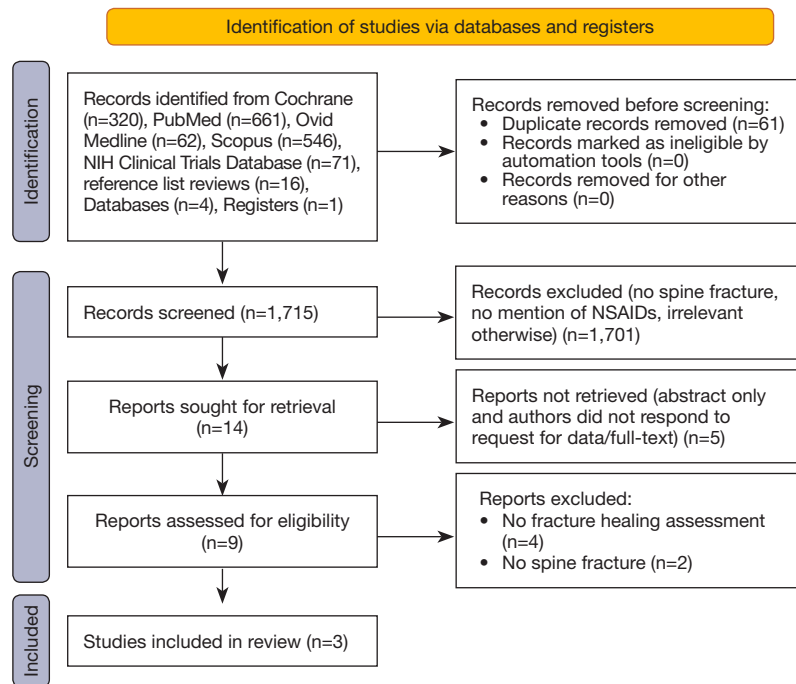 Identification of studies via databases and registers
Identification
Records identified from Cochrane
(n=320), PubMed (n=661), Ovid
Medline (n=62), Scopus (n=546),
NIH Clinical Trials Database (n=71),
reference list reviews (n=16),
Databases (n=4), Registers (n=1)
Records removed before screening:
• Duplicate records removed (n=61)
• Records marked as ineligible by
automation tools (n=0)
• Records removed for other
reasons (n=0)
Screening
Records screened (n=1,715)
Records excluded (no spine fracture,
no mention of NSAIDs, irrelevant
otherwise) (n=1,701)
Reports sought for retrieval
(n=14)
Reports not retrieved (abstract only
and authors did not respond to
request for data/full-text) (n=5)
Reports assessed for eligibility
(n=9)
Reports excluded:
• No fracture healing assessment
(n=4)
• No spine fracture (n=2)
Included
Studies included in review (n=3)